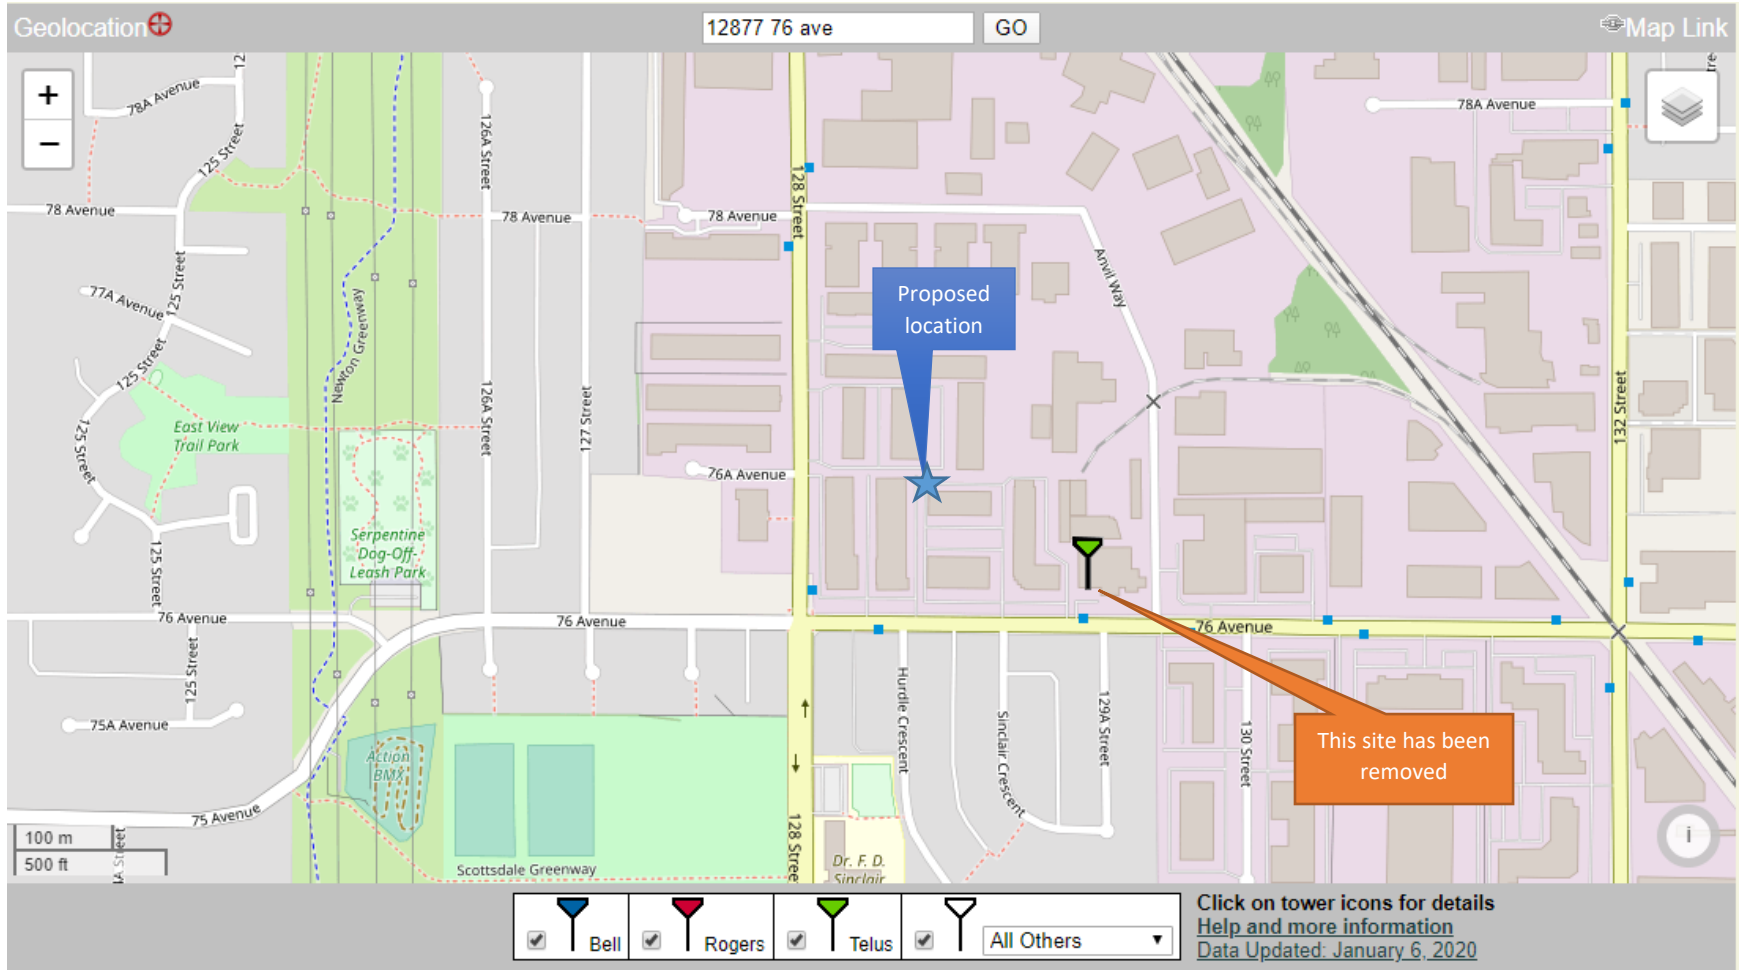 Geolocation
12877 76 ave
GO
Map Link
+
−
78A Avenue
125 Street
126A Street
128 Street
78A Avenue
78 Avenue
78 Avenue
78 Avenue
77A Avenue
125 Street
Newton Greenway
Anvil Way
Proposed
location
125 Street
126A Street
127 Street
132 Street
125 Street
East View
Trail Park
76A Avenue
Serpentine
Dog-Off-
Leash Park
125 Street
76 Avenue
76 Avenue
76 Avenue
125 Street
Hurdle Crescent
Sinclair Crescent
129A Street
130 Street
75A Avenue
This site has been
removed
Action
BMX
75 Avenue
128 Stree
100 m
500 ft
Scottsdale Greenway
Dr. F. D.
Sinclair
i
Bell
Rogers
Telus
All Others
Click on tower icons for details
Help and more information
Data Updated: January 6, 2020